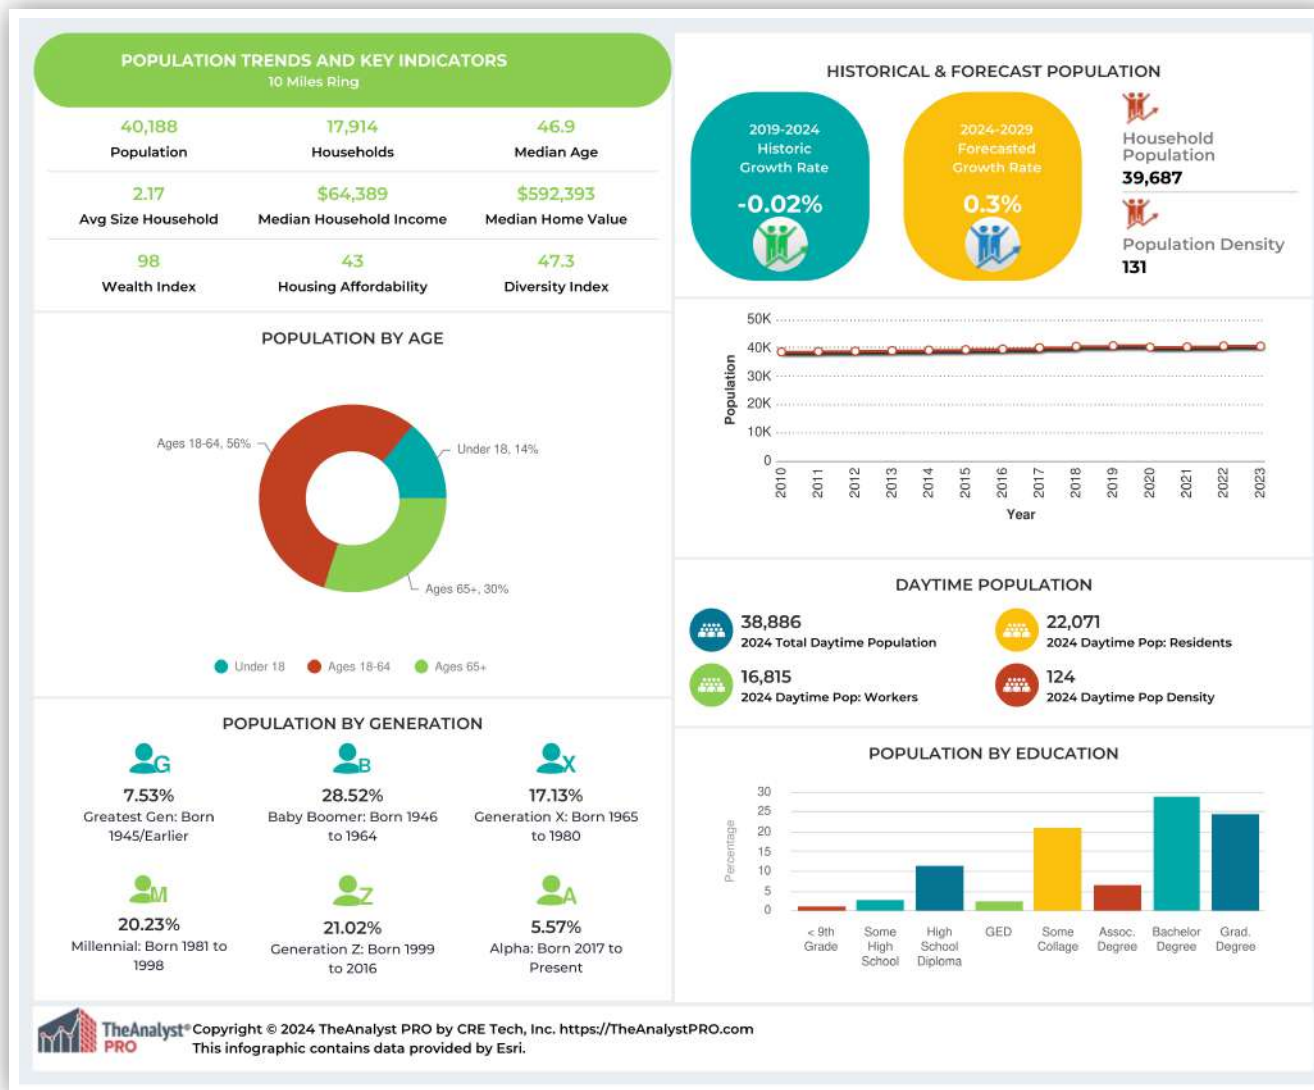 POPULATION TRENDS AND KEY INDICATORS
10 Miles Ring
40,188
Population
17,914
Households
46.9
Median Age
2.17
Avg Size Household
$64,389
Median Household Income
$592,393
Median Home Value
98
Wealth Index
43
Housing Affordability
47.3
Diversity Index
HISTORICAL & FORECAST POPULATION
2019-2024
Historic
Growth Rate
-0.02%
2024-2029
Forecasted
Growth Rate
0.3%
Household
Population
39,687
Population Density
131
POPULATION BY AGE
Ages 18-64, 56%
Under 18, 14%
Ages 65+, 30%
Under 18
Ages 18-64
Ages 65+
Population
50K
40K
30K
20K
10K
0
2010
2011
2012
2013
2014
2015
2016
2017
2018
2019
2020
2021
2022
2023
Year
DAYTIME POPULATION
38,886
2024 Total Daytime Population
22,071
2024 Daytime Pop: Residents
16,815
2024 Daytime Pop: Workers
124
2024 Daytime Pop Density
POPULATION BY GENERATION
G
7.53%
Greatest Gen: Born
1945/Earlier
B
28.52%
Baby Boomer: Born 1946
to 1964
X
17.13%
Generation X: Born 1965
to 1980
M
20.23%
Millennial: Born 1981 to
1998
Z
21.02%
Generation Z: Born 1999
to 2016
A
5.57%
Alpha: Born 2017 to
Present
POPULATION BY EDUCATION
Percentage
30
25
20
15
10
5
0
< 9th
Grade
Some
High
School
High
School
Diploma
GED
Some
Collage
Assoc.
Degree
Bachelor
Degree
Grad.
Degree
TheAnalyst®
PRO
Copyright © 2024 TheAnalyst PRO by CRE Tech, Inc. https://TheAnalystPRO.com
This infographic contains data provided by Esri.